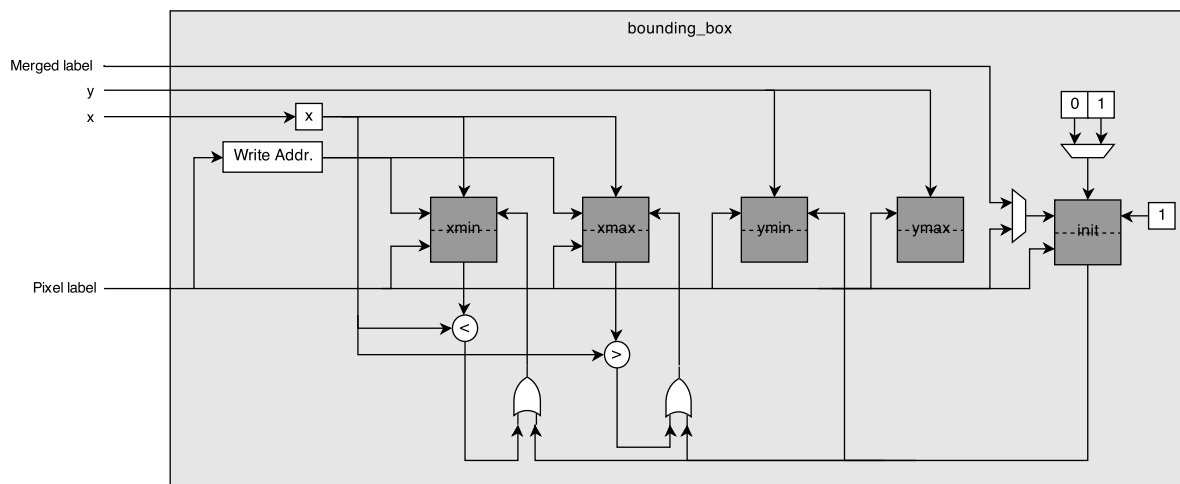 bounding_box
Merged label
y
x
x
0 1
Write Addr.
xmin
xmax
ymin
ymax
init
1
Pixel label
<
>